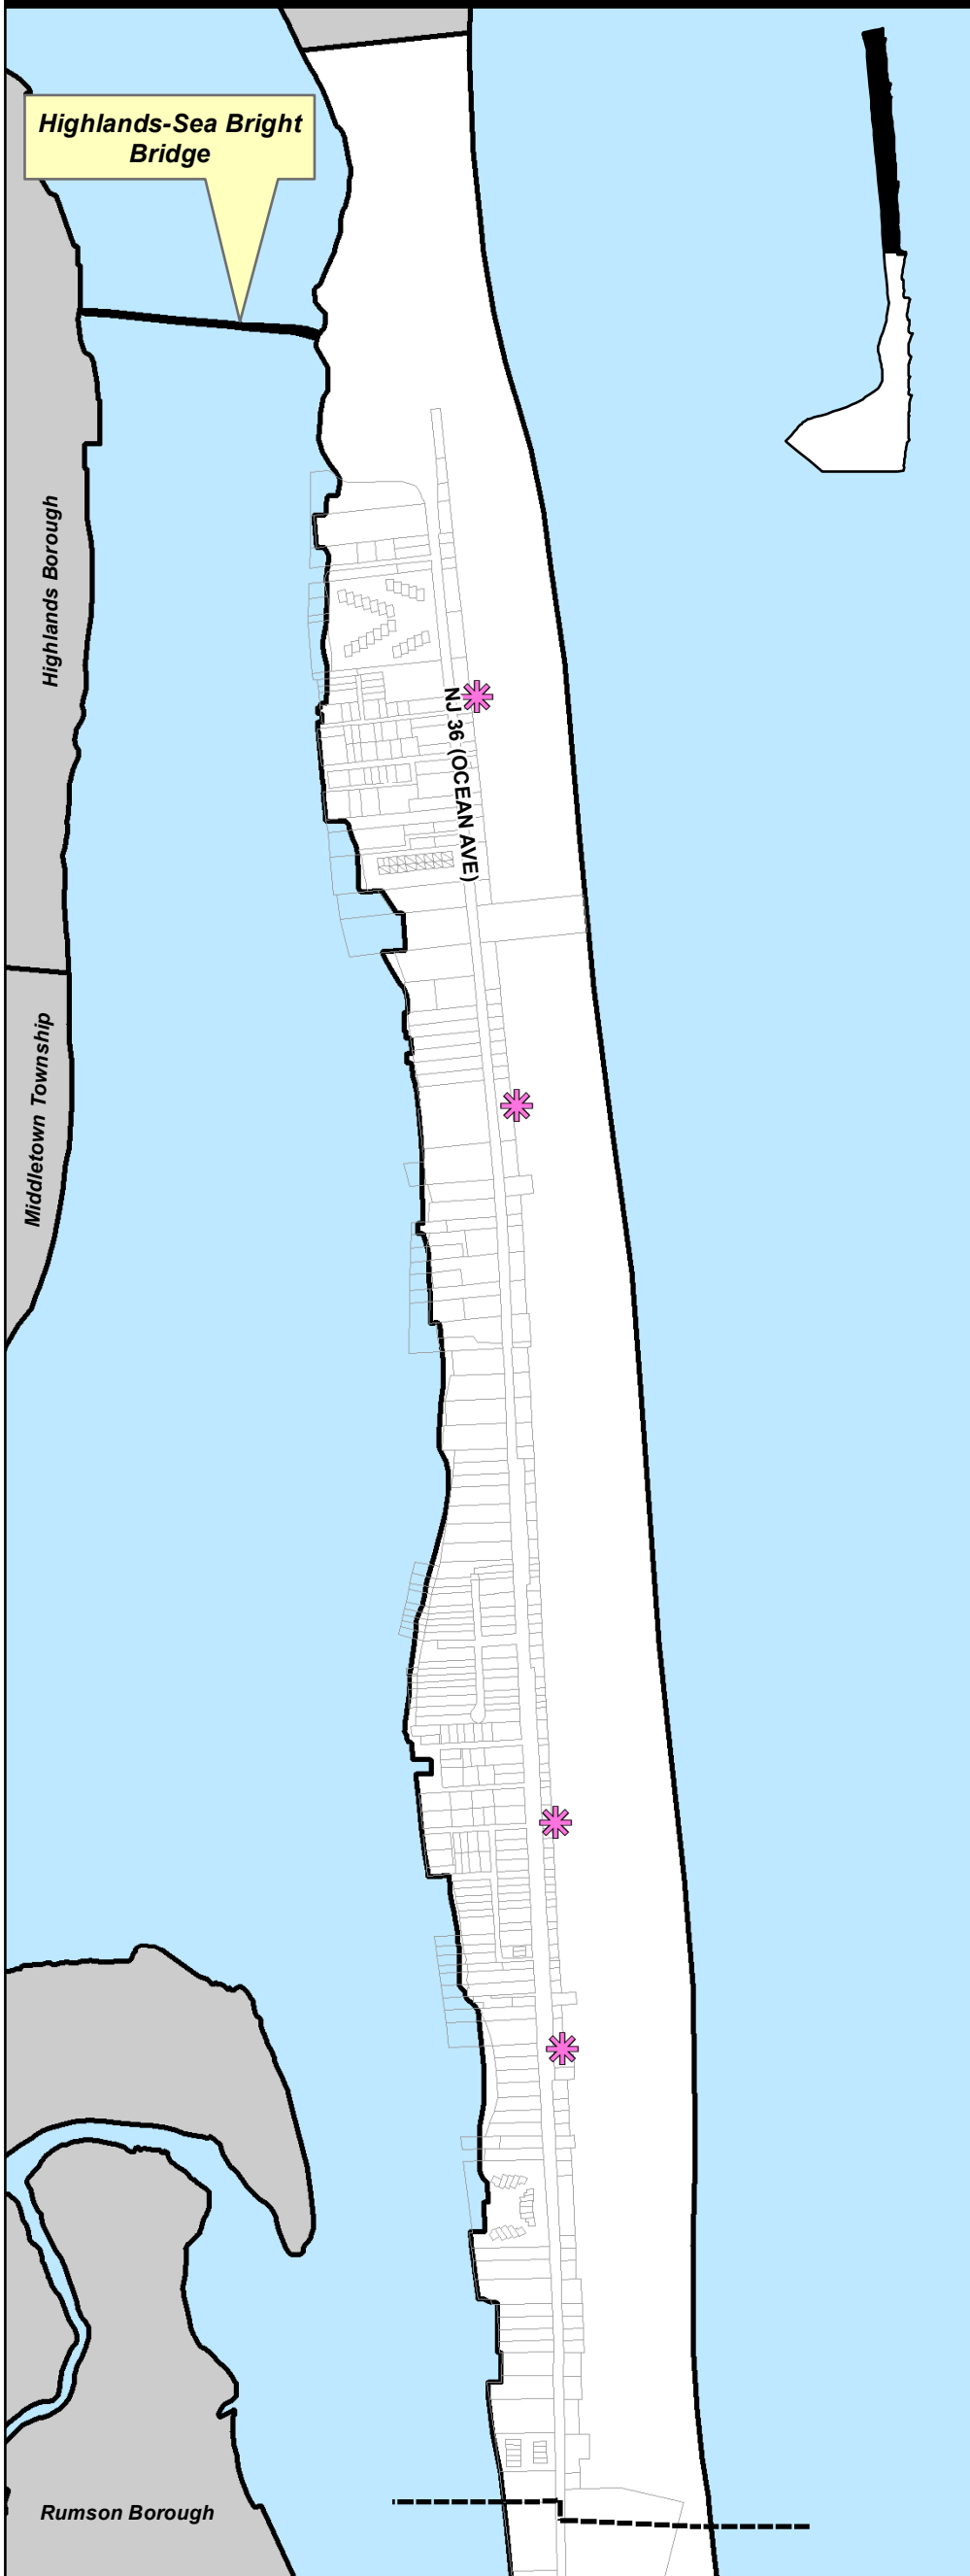 Highlands-Sea Bright
Bridge
Highlands Borough
NJ 36 (OCEAN AVE)
Middletown Township
Rumson Borough